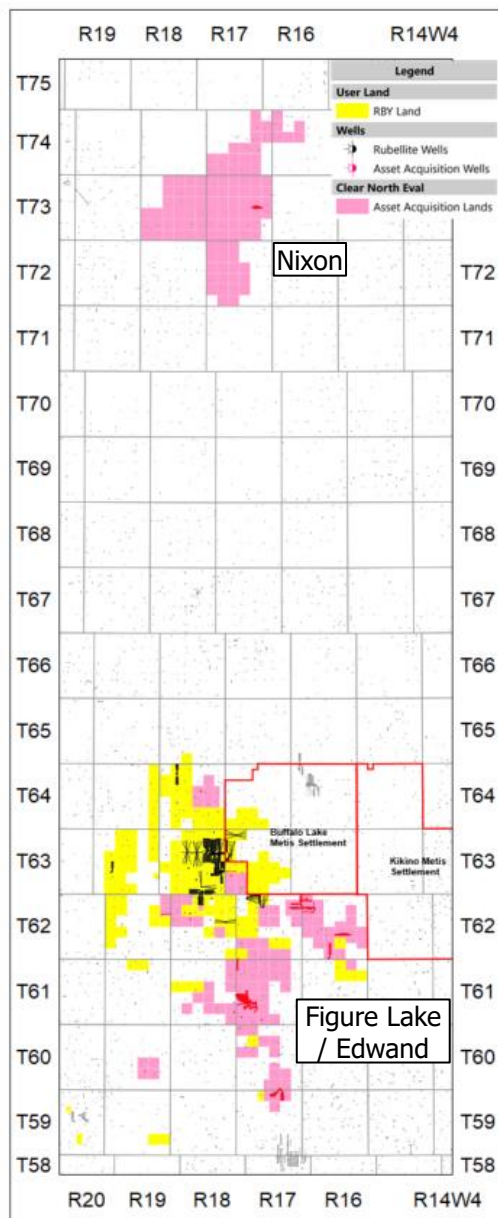 R19 R18 R17 R16 R14W4
Legend
User Land
RBY Land
Wells
Rubellite Wells
Asset Acquisition Wells
Clear North Eval
Asset Acquisition Lands
T75
T74
T73
Nixon
T72 T72
T71 T71
T70 T70
T69 T69
T68 T68
T67 T67
T66 T66
T65 T65
T64 T64
Buffalo Lake
Metis Settlement
T63 T63
Kikino Metis
Settlement
T62 T62
T61 T61
Figure Lake
/ Edwand
T60 T60
T59 T59
T58 T58
R20 R19 R18 R17 R16 R14W4